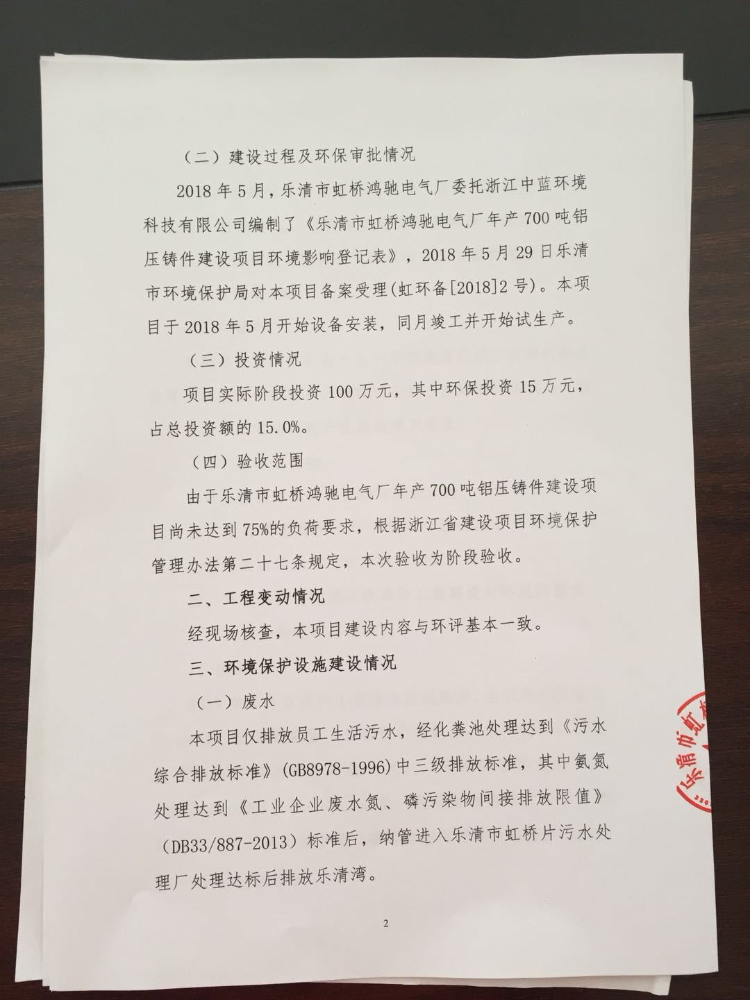 （二）建设过程及环保审批情况
2018 年 5 月，乐清市虹桥鸿驰电气厂委托浙江中蓝环境
科技有限公司编制了《乐清市虹桥鸿驰电气厂年产 700 吨铝
压铸件建设项目环境影响登记表》，2018 年 5 月 29 日乐清
市环境保护局对本项目备案受理(虹环备[2018]2 号)。本项
目于 2018 年 5 月开始设备安装，同月竣工并开始试生产。
（三）投资情况
项目实际阶段投资 100 万元，其中环保投资 15 万元，
占总投资额的 15.0%。
（四）验收范围
由于乐清市虹桥鸿驰电气厂年产 700 吨铝压铸件建设项
目尚未达到 75%的负荷要求，根据浙江省建设项目环境保护
管理办法第二十七条规定，本次验收为阶段验收。
二、工程变动情况
经现场核查，本项目建设内容与环评基本一致。
三、环境保护设施建设情况
（一）废水
本项目仅排放员工生活污水，经化粪池处理达到《污水
综合排放标准》(GB8978-1996)中三级排放标准，其中氨氮
处理达到《工业企业废水氮、磷污染物间接排放限值》
（DB33/887-2013）标准后，纳管进入乐清市虹桥片污水处
理厂处理达标后排放乐清湾。
2
乐清市虹